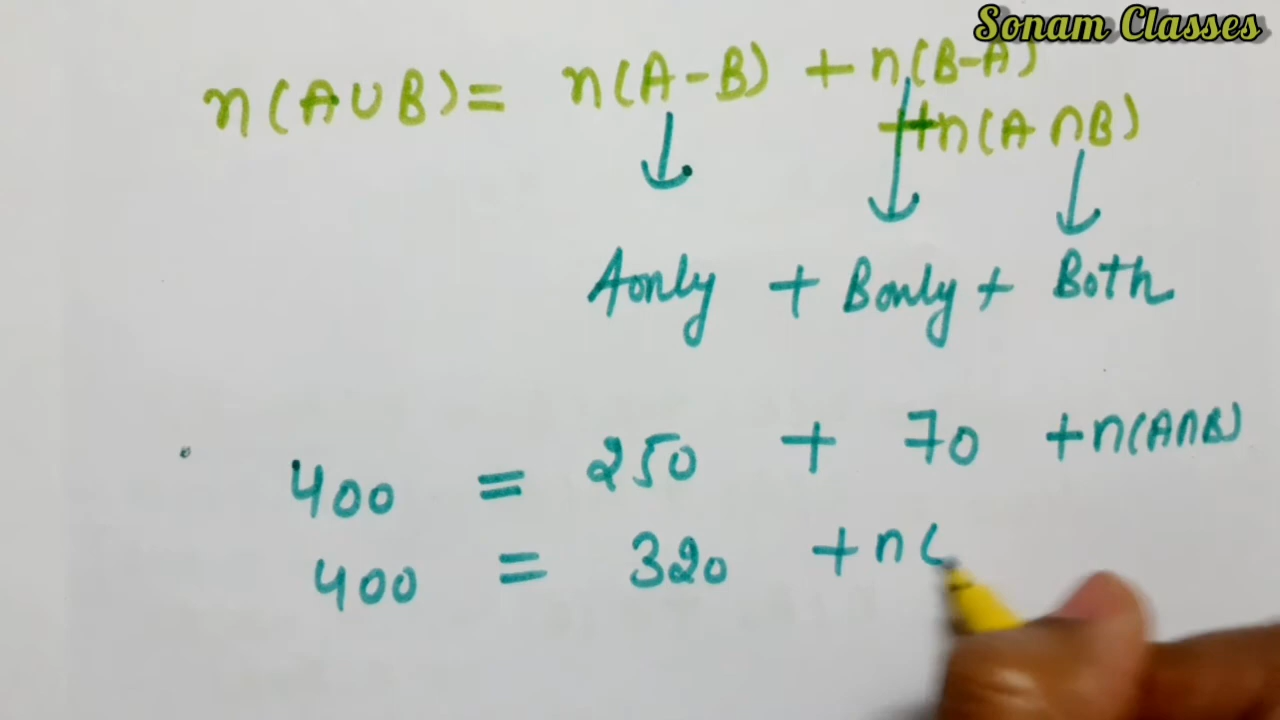 Sonam Classes
n(A∪B) = n(A-B) + n(B-A)
+n(A∩B)
↓ ↓ ↓
A only + B only + Both
400 = 250 + 70 +n(A∩B)
400 = 320 +n(